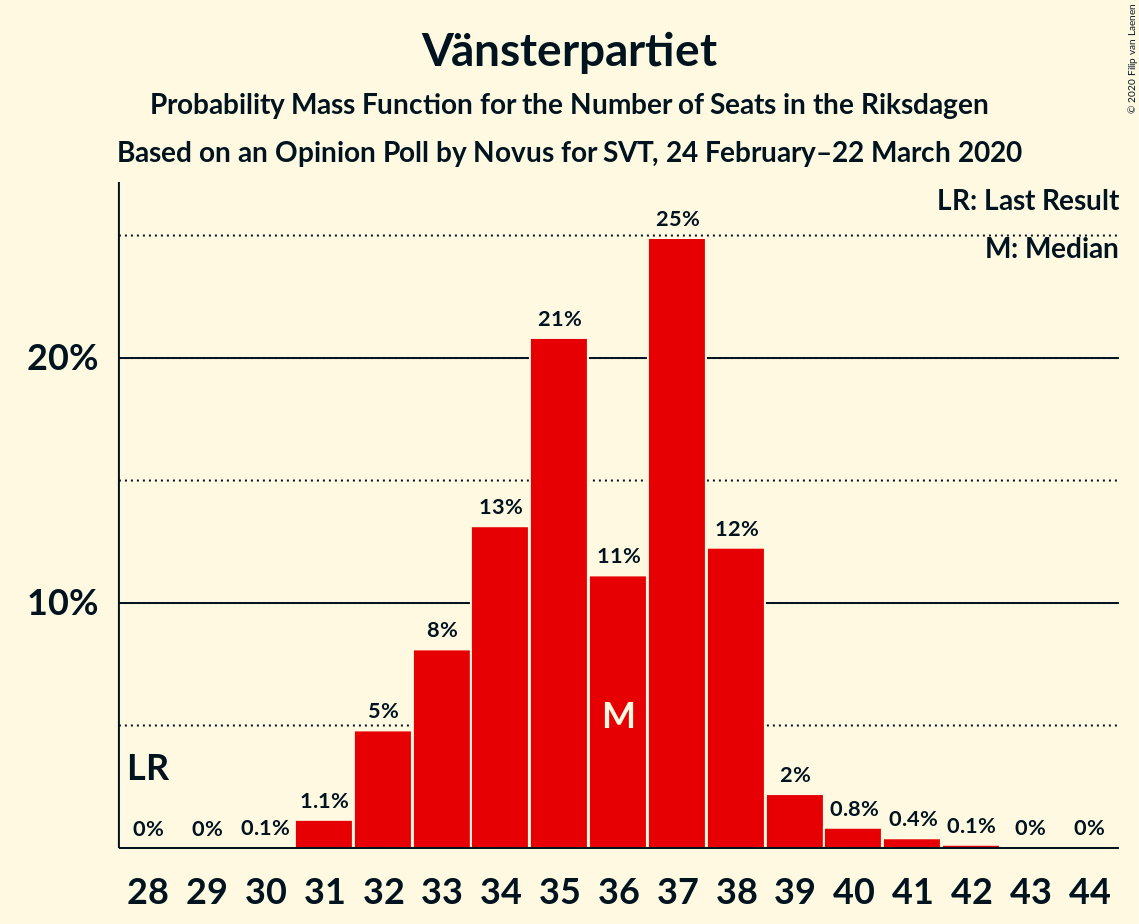 Vänsterpartiet
Probability Mass Function for the Number of Seats in the Riksdagen
Based on an Opinion Poll by Novus for SVT, 24 February–22 March 2020
© 2020 Filip van Laenen
LR: Last Result
M: Median
25%
21%
20%
13%
12%
11%
10%
8%
5%
M
LR
2%
1.1%
0.8%
0.4%
0% 0% 0.1% 0.1% 0% 0%
28 29 30 31 32 33 34 35 36 37 38 39 40 41 42 43 44